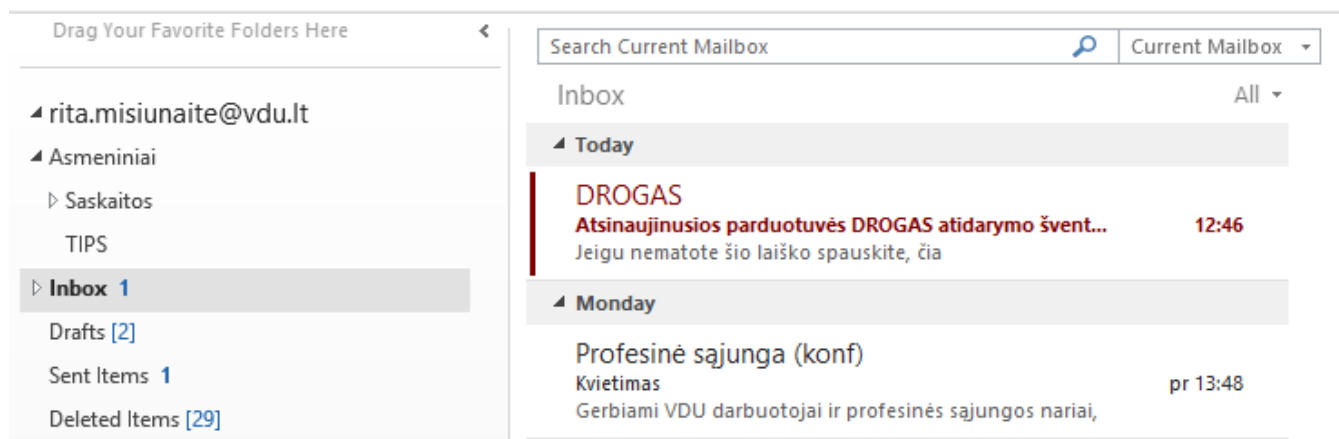 Drag Your Favorite Folders Here
rita.misiunaite@vdu.lt
Asmeniniai
Saskaitos
TIPS
Inbox 1
Drafts [2]
Sent Items 1
Deleted Items [29]
Search Current Mailbox Current Mailbox
Inbox All
Today
DROGAS
Atsinaujinusios parduotuvės DROGAS atidarymo švent... 12:46
Jeigu nematote šio laiško spauskite, čia
Monday
Profesinė sąjunga (konf)
Kvietimas pr 13:48
Gerbiami VDU darbuotojai ir profesinės sąjungos nariai,